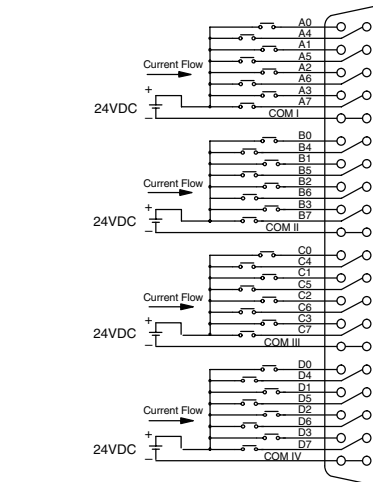 A0
A4
A1
A5
Current Flow
A2
A6
+
A3
A7
24VDC
COM I
–
B0
B4
B1
B5
Current Flow
B2
B6
+
B3
B7
24VDC
COM II
–
C0
C4
C1
C5
Current Flow
C2
C6
+
C3
C7
24VDC
COM III
–
D0
D4
D1
D5
Current Flow
D2
D6
+
D3
D7
24VDC
COM IV
–